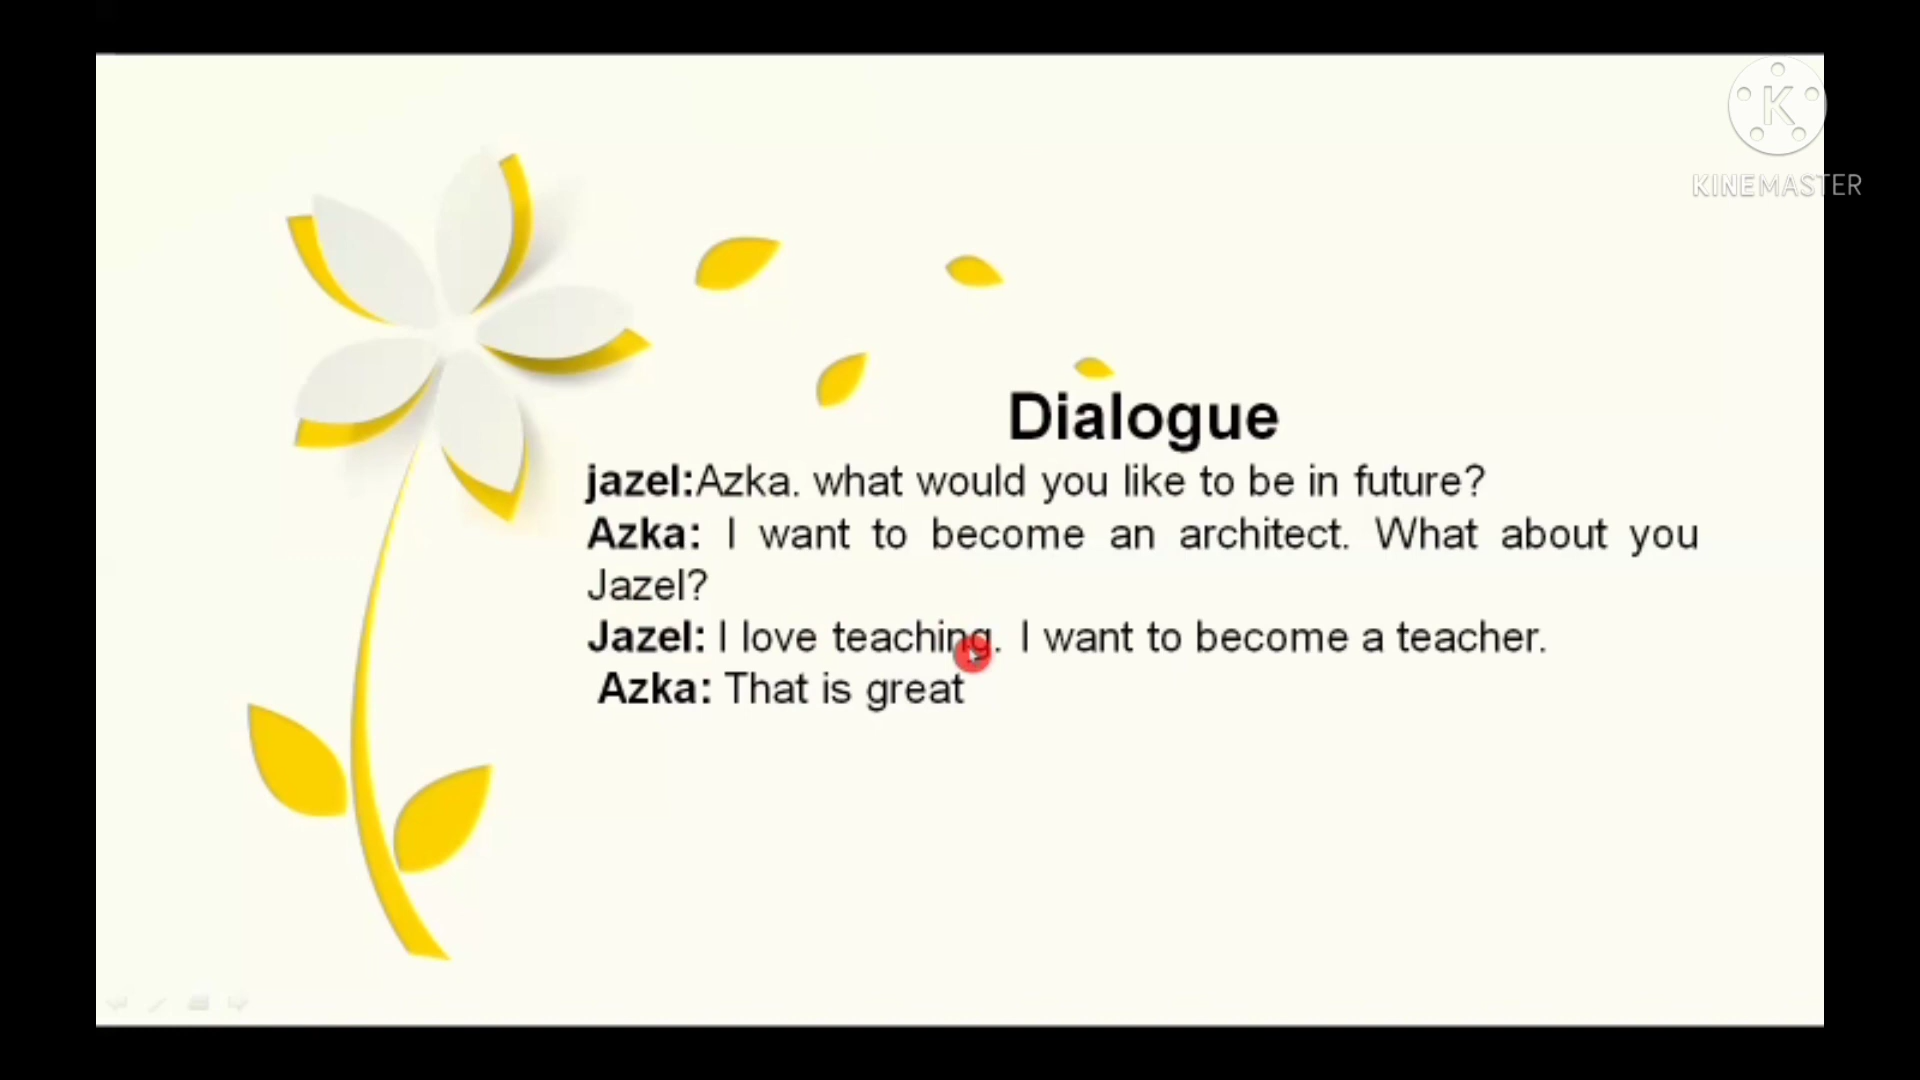 K
KINEMASTER
Dialogue
jazel:Azka. what would you like to be in future?
Azka: I want to become an architect. What about you
Jazel?
Jazel: I love teaching. I want to become a teacher.
Azka: That is great